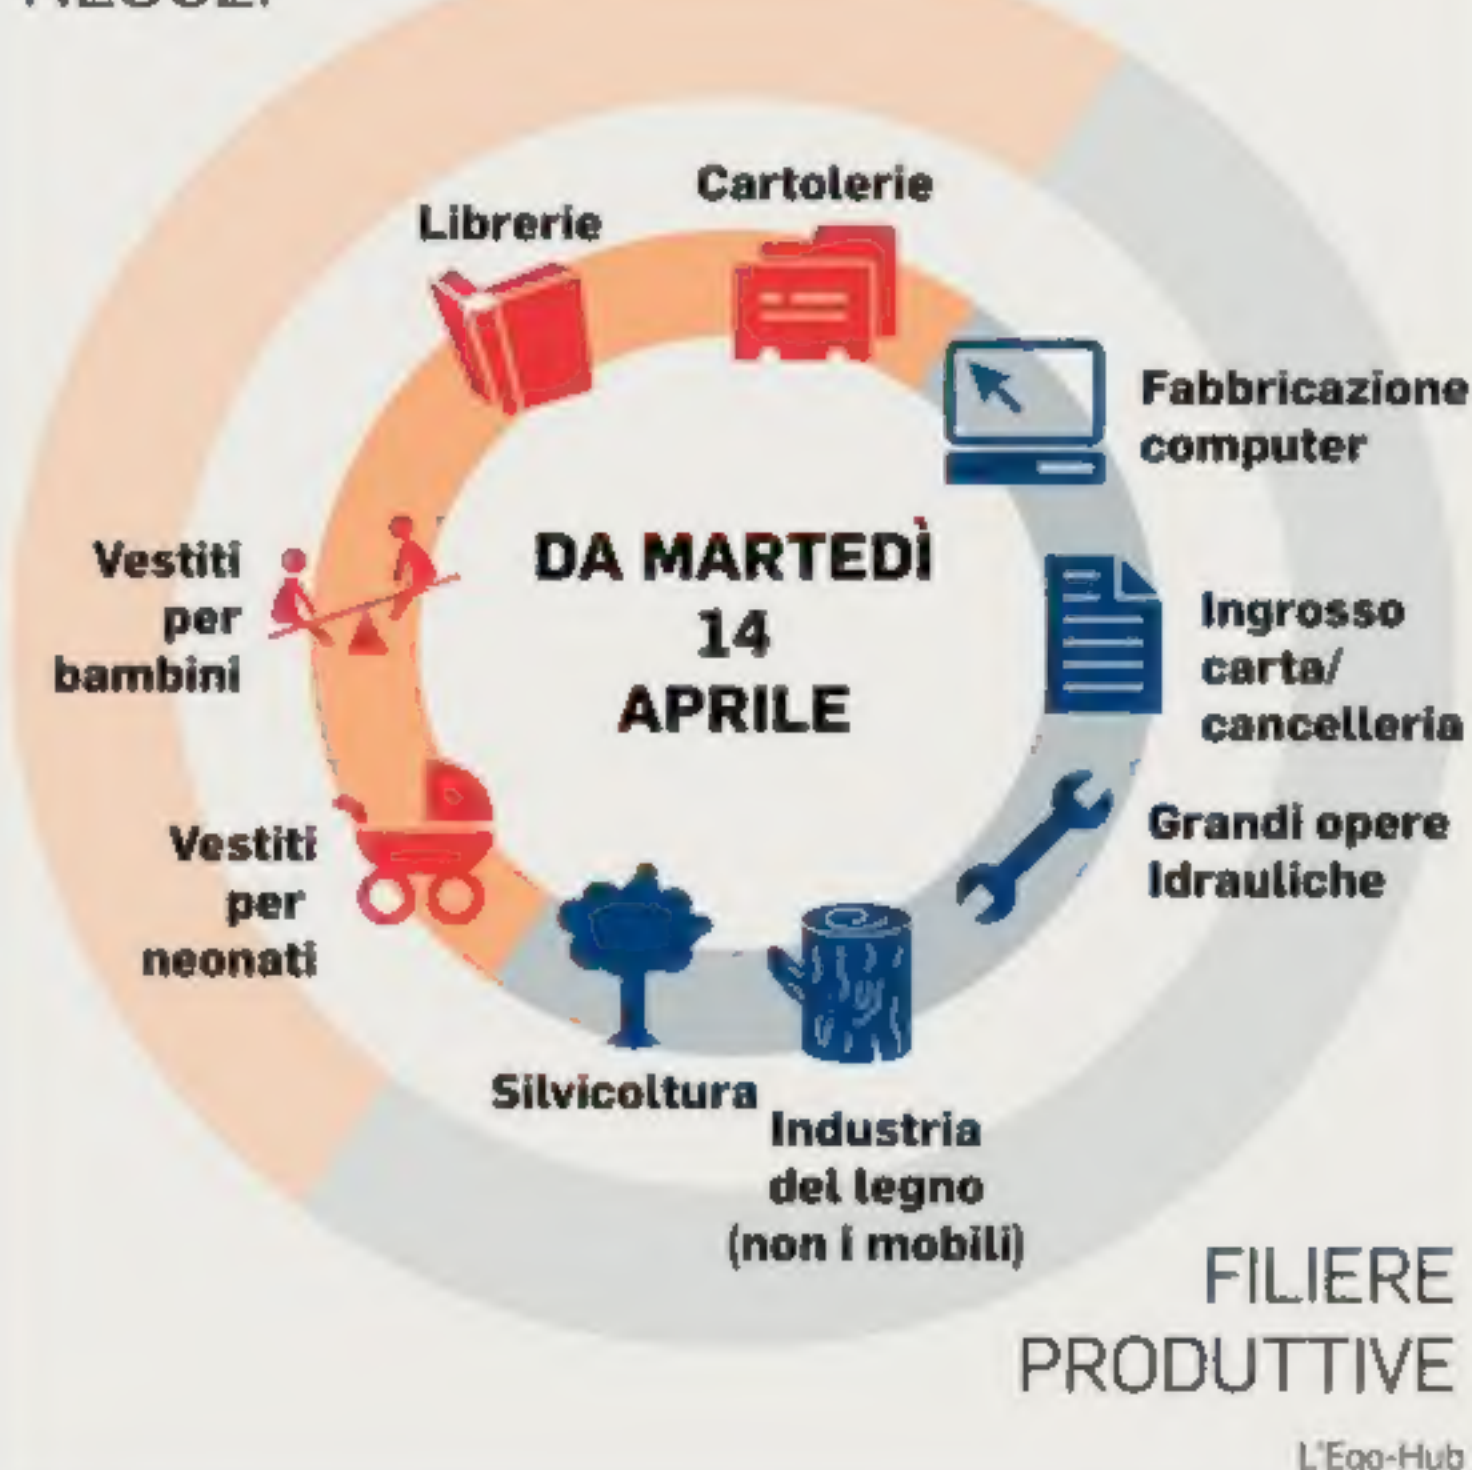 Cartolerie
Librerie
Fabbricazione
computer
Vestiti
per
bambini
DA MARTEDÌ
14
APRILE
Ingrosso
carta/
cancelleria
Grandi opere
Idrauliche
Vestiti
per
neonati
Silvicoltura
Industria
del legno
(non i mobili)
FILIERE
PRODUTTIVE
L'Ego-Hub